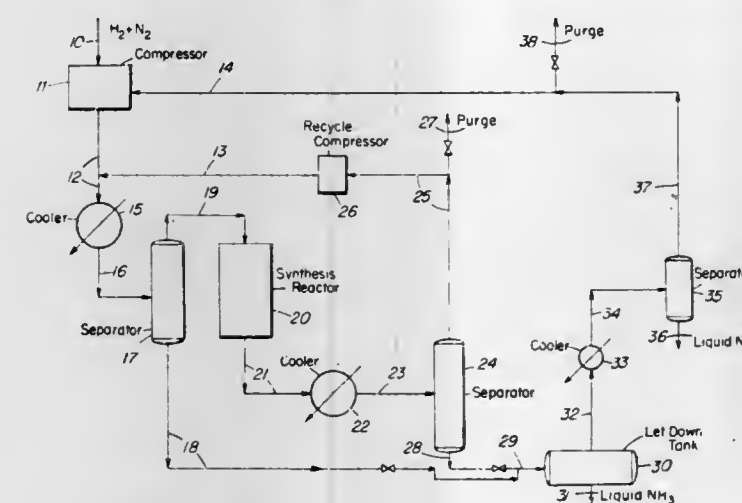 10
H2+N2
Compressor
11
14
38
Purge
27
Purge
Recycle
Compressor
13
12
19
26
25
37
Cooler
15
16
Synthesis
Reactor
20
Separator
17
34
35
36
Liquid
Cooler
33
24
Separator
Cooler
21
23
22
32
28
29
Let Down
Tank
30
18
31
Liquid NH3